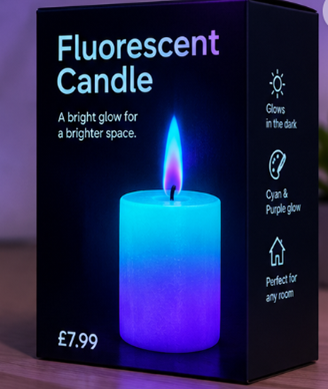 Fluorescent
Candle
A bright glow for
a brighter space.
£7.99
Glows
in the dark
Cyan &
Purple glow
Perfect for
any room